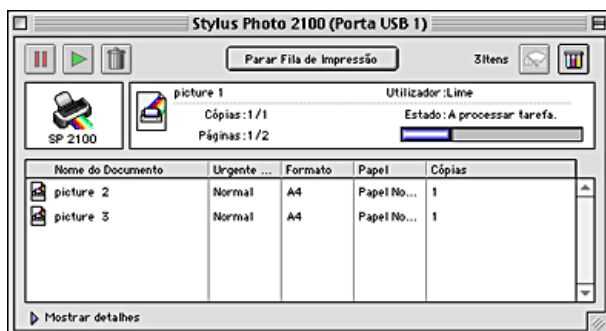 Stylus Photo 2100 (Porta USB 1)
Parar Fila de Impressão
3Itens
SP 2100
picture 1
Utilizador :Lime
Cópias:1/1
Estado:A processar tarefa.
Páginas:1/2
Nome do Documento Urgente ... Formato Papel Cópias
picture 2 Normal A4 Papel No... 1
picture 3 Normal A4 Papel No... 1
Mostrar detalhes